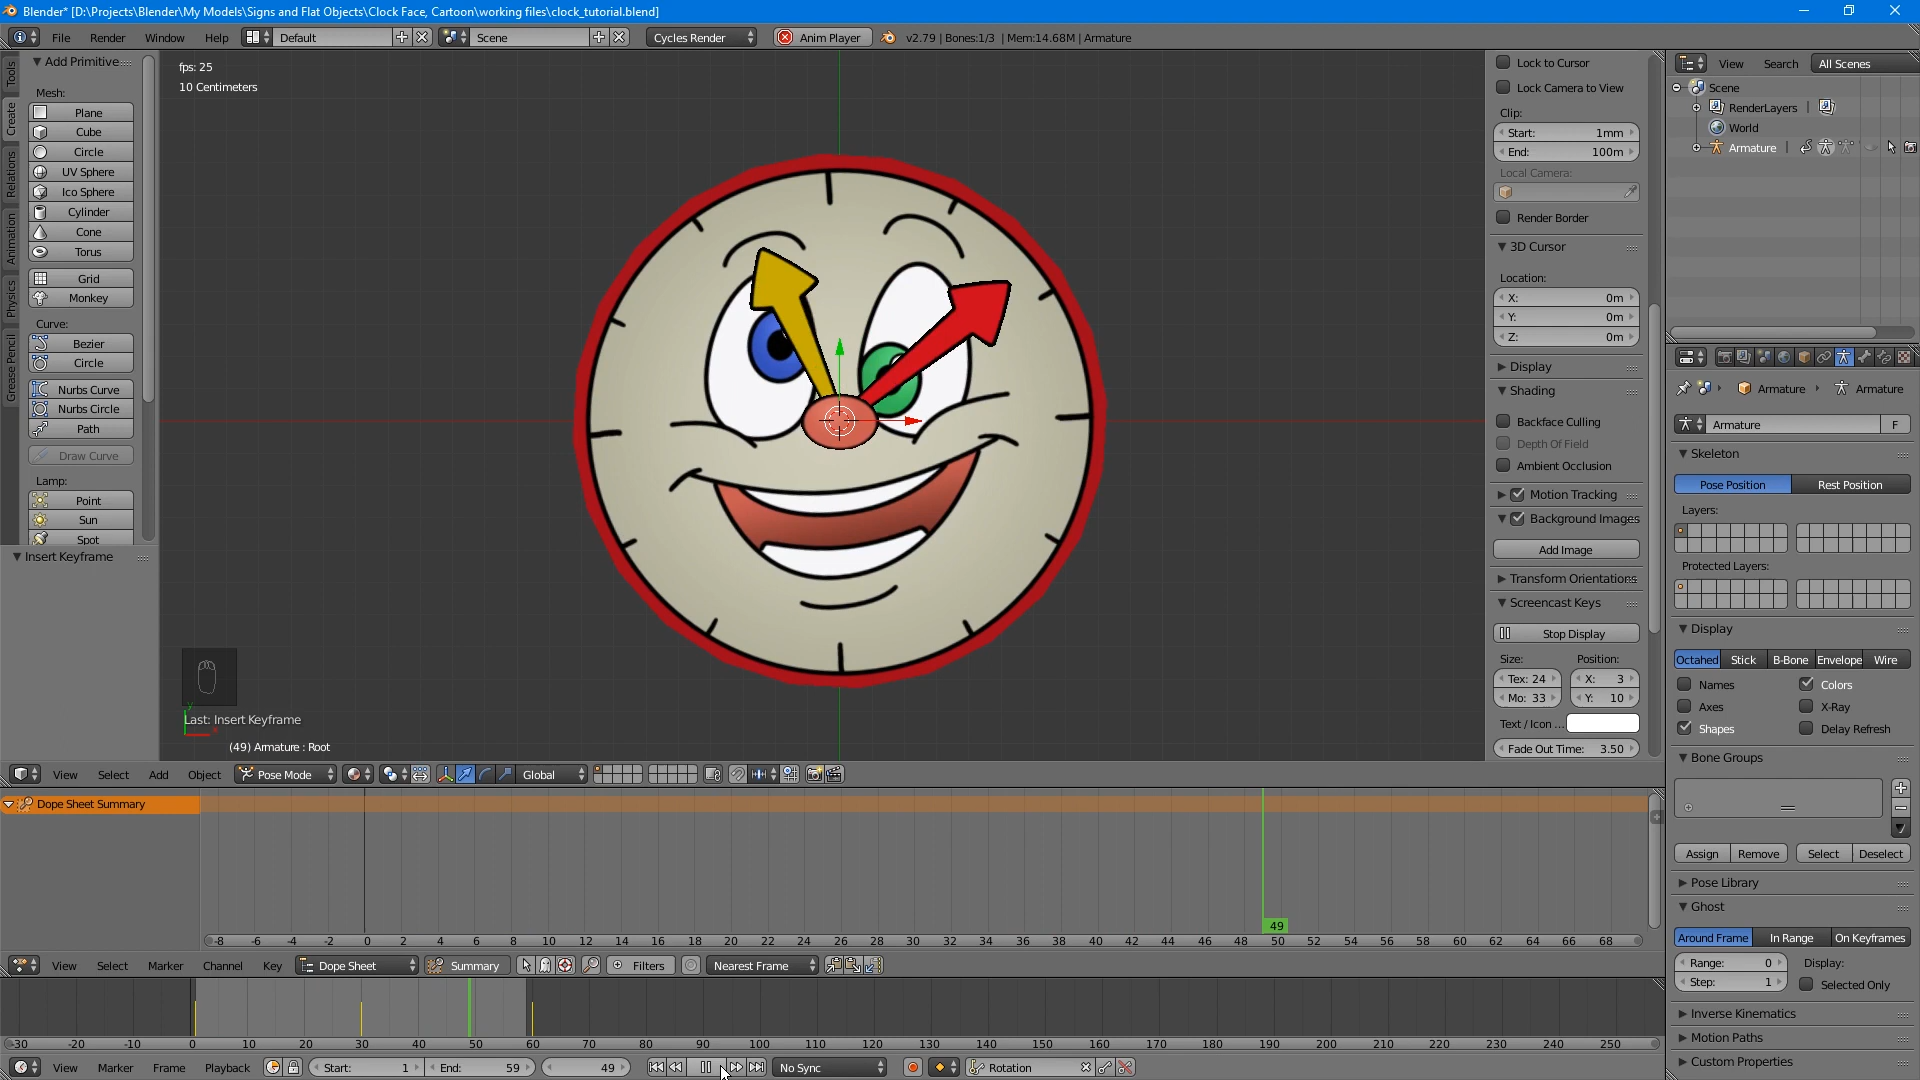 Blender* [D:\Projects\Blender\My Models\Signs and Flat Objects\Clock Face, Cartoon\working files\clock_tutorial.blend]
File Render Window Help Default Scene Cycles Render Anim Player v2.79 | Bones:1/3 | Mem:14.68M | Armature
Tools
Create
Relations
Animation
Physics
Grease Pencil
Add Primitive
Mesh:
Plane
Cube
Circle
UV Sphere
Ico Sphere
Cylinder
Cone
Torus
Grid
Monkey
Curve:
Bezier
Circle
Nurbs Curve
Nurbs Circle
Path
Draw Curve
Lamp:
Point
Sun
Spot
Insert Keyframe
fps: 25
10 Centimeters
Last: Insert Keyframe
(49) Armature : Root
Lock to Cursor
Lock Camera to View
Clip:
Start: 1mm
End: 100m
Local Camera:
Render Border
3D Cursor
Location:
X: 0m
Y: 0m
Z: 0m
Display
Shading
Backface Culling
Depth Of Field
Ambient Occlusion
Motion Tracking
Background Images
Add Image
Transform Orientations
Screencast Keys
Stop Display
Size: Position:
Tex: 24 X: 3
Mo: 33 Y: 10
Text / Icon ...
Fade Out Time: 3.50
View Search All Scenes
Scene
RenderLayers
World
Armature
Armature Armature
Armature F
Skeleton
Pose Position Rest Position
Layers:
Protected Layers:
Display
Octahed Stick B-Bone Envelope Wire
Names Colors
Axes X-Ray
Shapes Delay Refresh
Bone Groups
Assign Remove Select Deselect
Pose Library
Ghost
Around Frame In Range On Keyframes
Range: 0 Display:
Step: 1 Selected Only
Inverse Kinematics
Motion Paths
Custom Properties
View Select Add Object Pose Mode Global
Dope Sheet Summary
49
-8 -6 -4 -2 0 2 4 6 8 10 12 14 16 18 20 22 24 26 28 30 32 34 36 38 40 42 44 46 48 50 52 54 56 58 60 62 64 66 68
View Select Marker Channel Key Dope Sheet Summary Filters Nearest Frame
-30 -20 -10 0 10 20 30 40 50 60 70 80 90 100 110 120 130 140 150 160 170 180 190 200 210 220 230 240 250
View Marker Frame Playback Start: 1 End: 59 49 No Sync Rotation